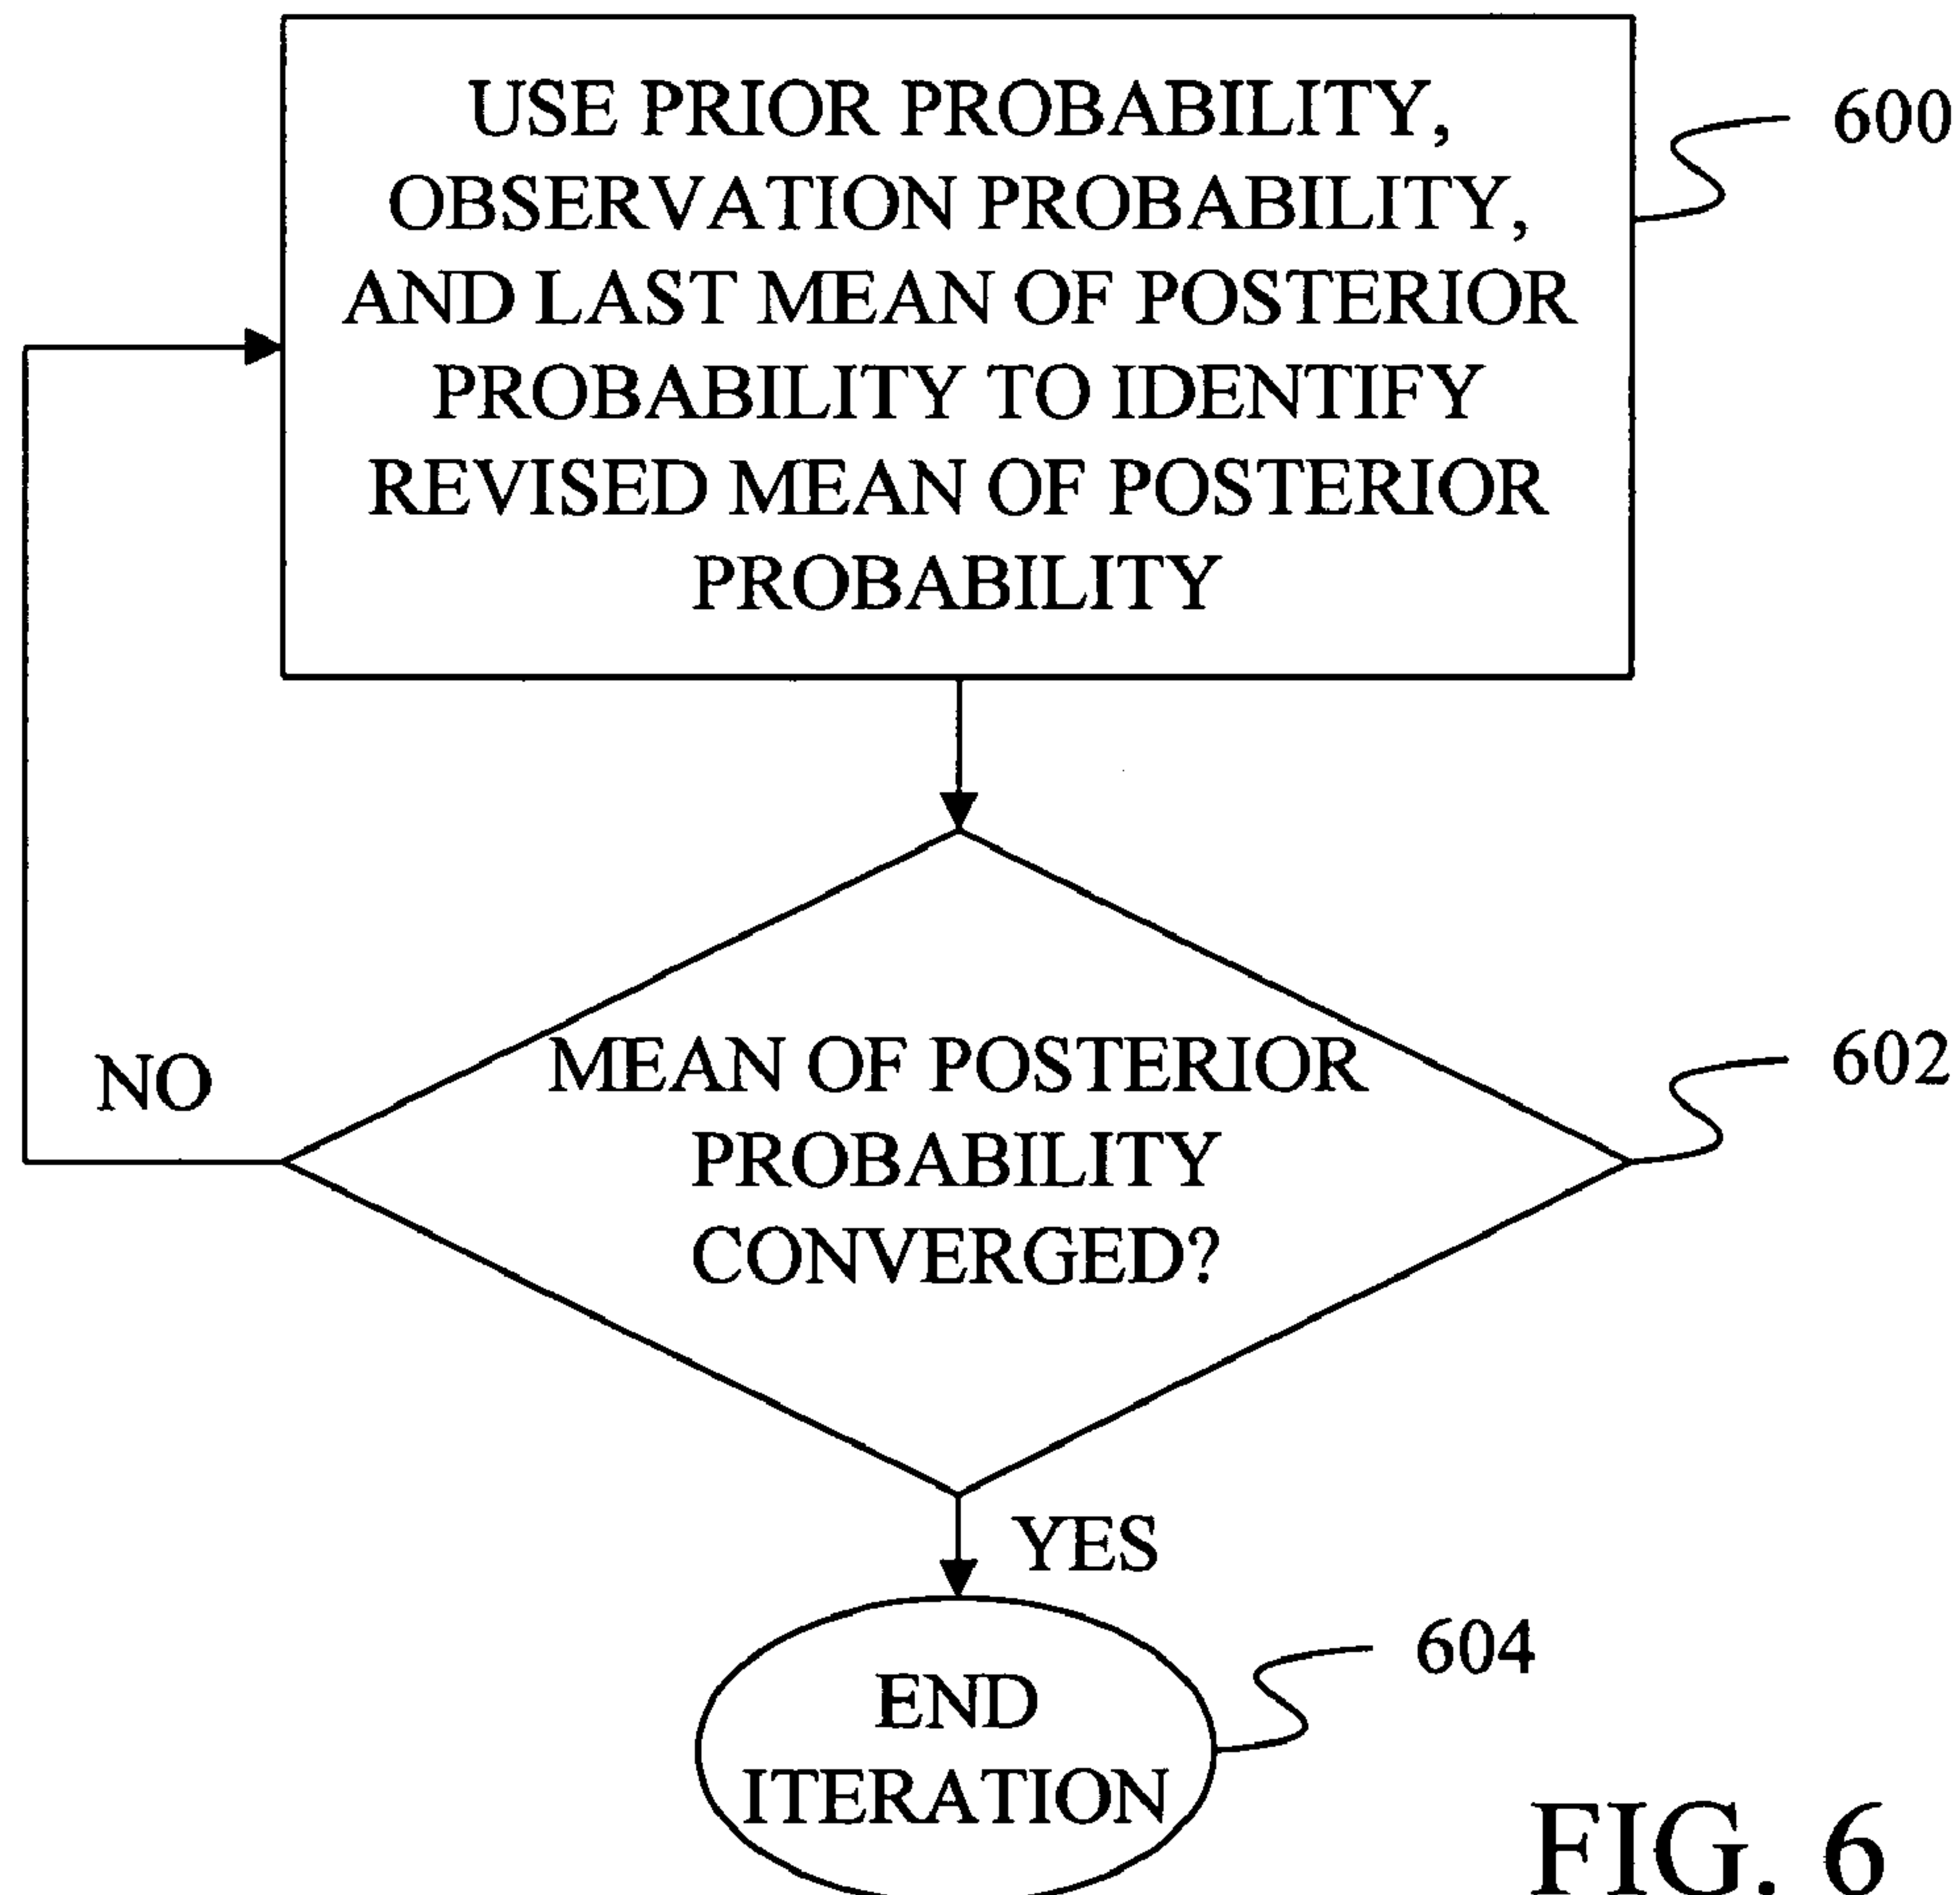 USE PRIOR PROBABILITY,
OBSERVATION PROBABILITY,
AND LAST MEAN OF POSTERIOR
PROBABILITY TO IDENTIFY
REVISED MEAN OF POSTERIOR
PROBABILITY
600
MEAN OF POSTERIOR
PROBABILITY
CONVERGED?
602
NO
YES
END
ITERATION
604
FIG. 6